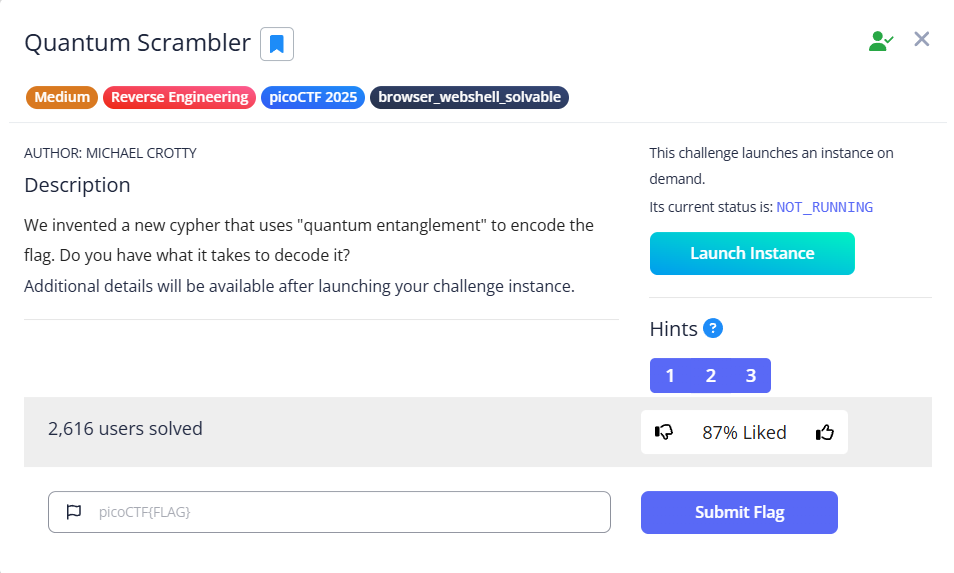 Quantum Scrambler
Medium Reverse Engineering picoCTF 2025 browser_webshell_solvable
AUTHOR: MICHAEL CROTTY
Description
We invented a new cypher that uses "quantum entanglement" to encode the
flag. Do you have what it takes to decode it?
Additional details will be available after launching your challenge instance.
This challenge launches an instance on
demand.
Its current status is: NOT_RUNNING
Launch Instance
Hints ?
1 2 3
2,616 users solved
87% Liked
picoCTF{FLAG}
Submit Flag